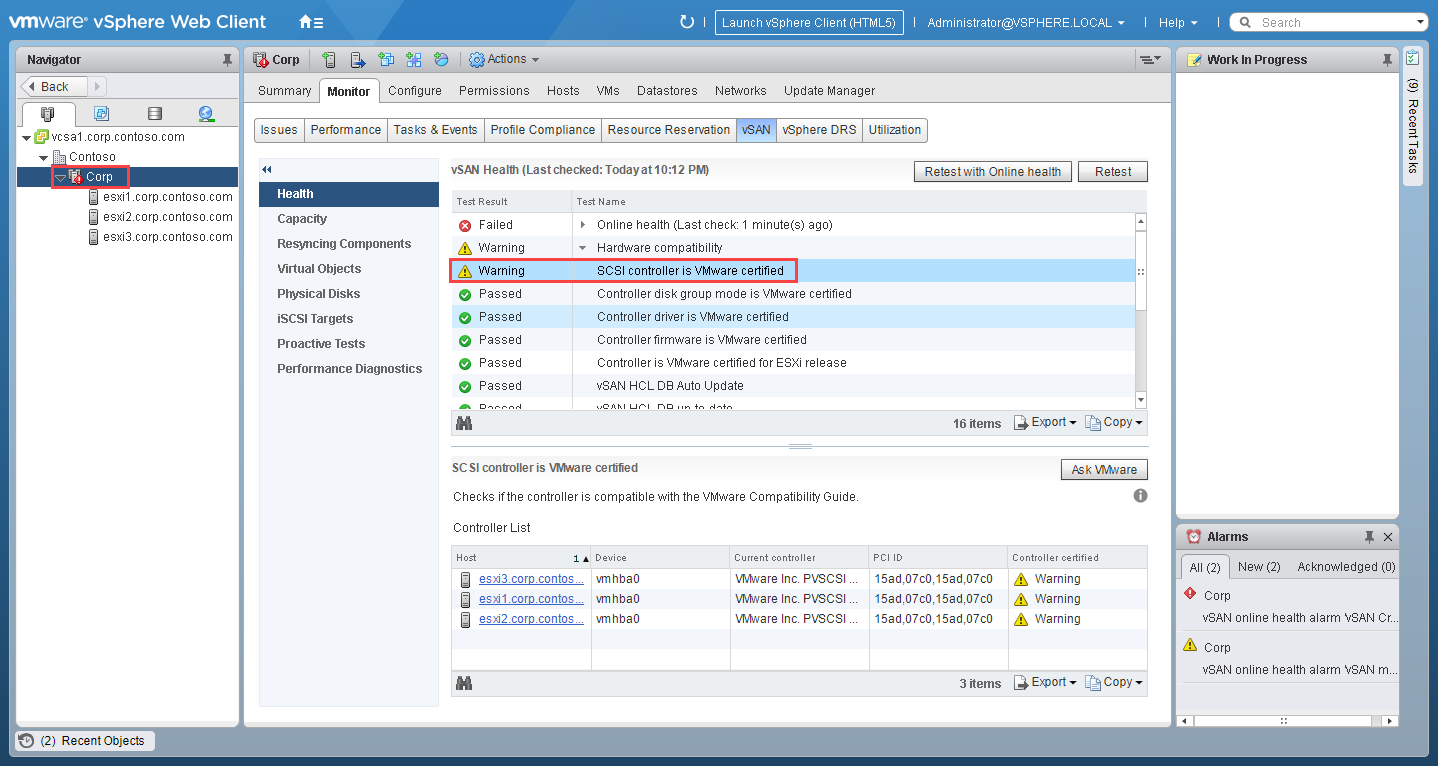 vmware® vSphere Web Client
Launch vSphere Client (HTML5)
Administrator@VSPHERE.LOCAL
Help
Search
Navigator
Back
vcsa1.corp.contoso.com
Contoso
Corp
esxi1.corp.contoso.com
esxi2.corp.contoso.com
esxi3.corp.contoso.com
Corp
Actions
Summary Monitor Configure Permissions Hosts VMs Datastores Networks Update Manager
Issues Performance Tasks & Events Profile Compliance Resource Reservation vSAN vSphere DRS Utilization
Health
Capacity
Resyncing Components
Virtual Objects
Physical Disks
iSCSI Targets
Proactive Tests
Performance Diagnostics
vSAN Health (Last checked: Today at 10:12 PM)
Retest with Online health
Retest
Test Result Test Name
Failed Online health (Last check: 1 minute(s) ago)
Warning Hardware compatibility
Warning SCSI controller is VMware certified
Passed Controller disk group mode is VMware certified
Passed Controller driver is VMware certified
Passed Controller firmware is VMware certified
Passed Controller is VMware certified for ESXi release
Passed vSAN HCL DB Auto Update
Passed vSAN HCL DB up-to-date
16 items Export Copy
SCSI controller is VMware certified
Ask VMware
Checks if the controller is compatible with the VMware Compatibility Guide.
Controller List
Host 1 Device Current controller PCI ID Controller certified
esxi3.corp.contos... vmhba0 VMware Inc. PVSCSI ... 15ad,07c0,15ad,07c0 Warning
esxi1.corp.contos... vmhba0 VMware Inc. PVSCSI ... 15ad,07c0,15ad,07c0 Warning
esxi2.corp.contos... vmhba0 VMware Inc. PVSCSI ... 15ad,07c0,15ad,07c0 Warning
3 items Export Copy
Work In Progress
Alarms
All (2) New (2) Acknowledged (0)
Corp
vSAN online health alarm 'vSAN Cr...
Corp
vSAN online health alarm 'vSAN m...
(9) Recent Tasks
(2) Recent Objects